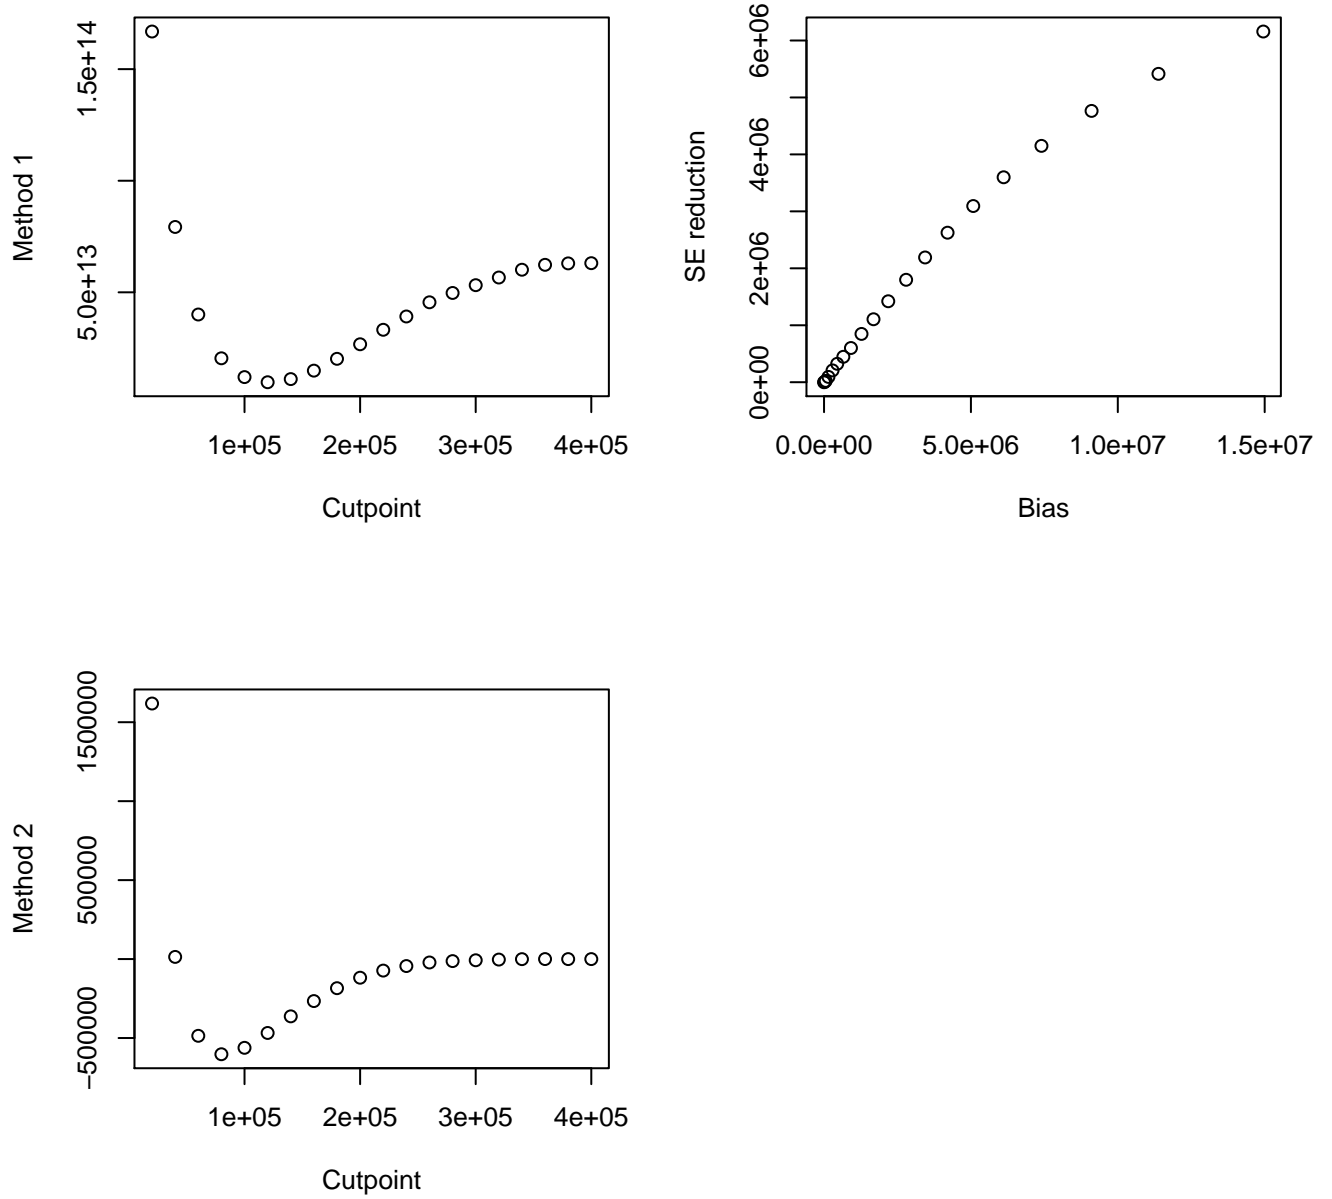 Method 1
1.5e+14
5.0e+13
1e+05 2e+05 3e+05 4e+05
Cutpoint
SE reduction
6e+06
4e+06
2e+06
0e+00
0.0e+00 5.0e+06 1.0e+07 1.5e+07
Bias
Method 2
1500000
500000
−500000
1e+05 2e+05 3e+05 4e+05
Cutpoint